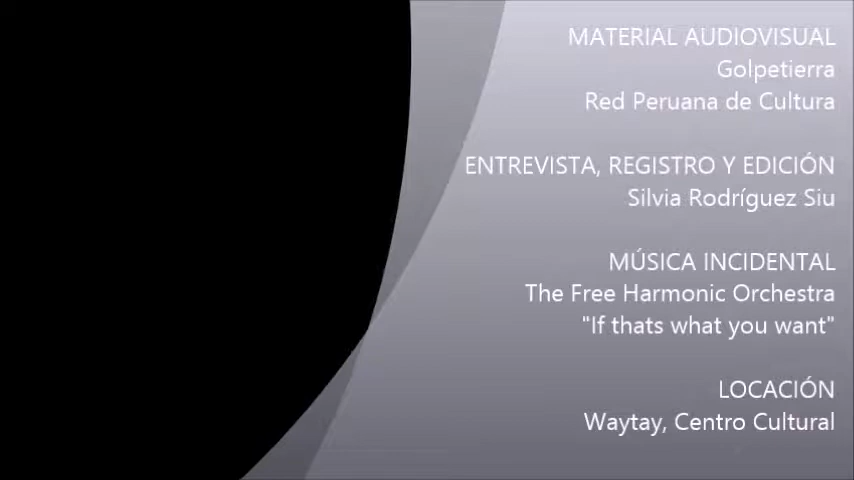 MATERIAL AUDIOVISUAL
Golpetierra
Red Peruana de Cultura
ENTREVISTA, REGISTRO Y EDICIÓN
Silvia Rodríguez Siu
MÚSICA INCIDENTAL
The Free Harmonic Orchestra
"If thats what you want"
LOCACIÓN
Waytay, Centro Cultural